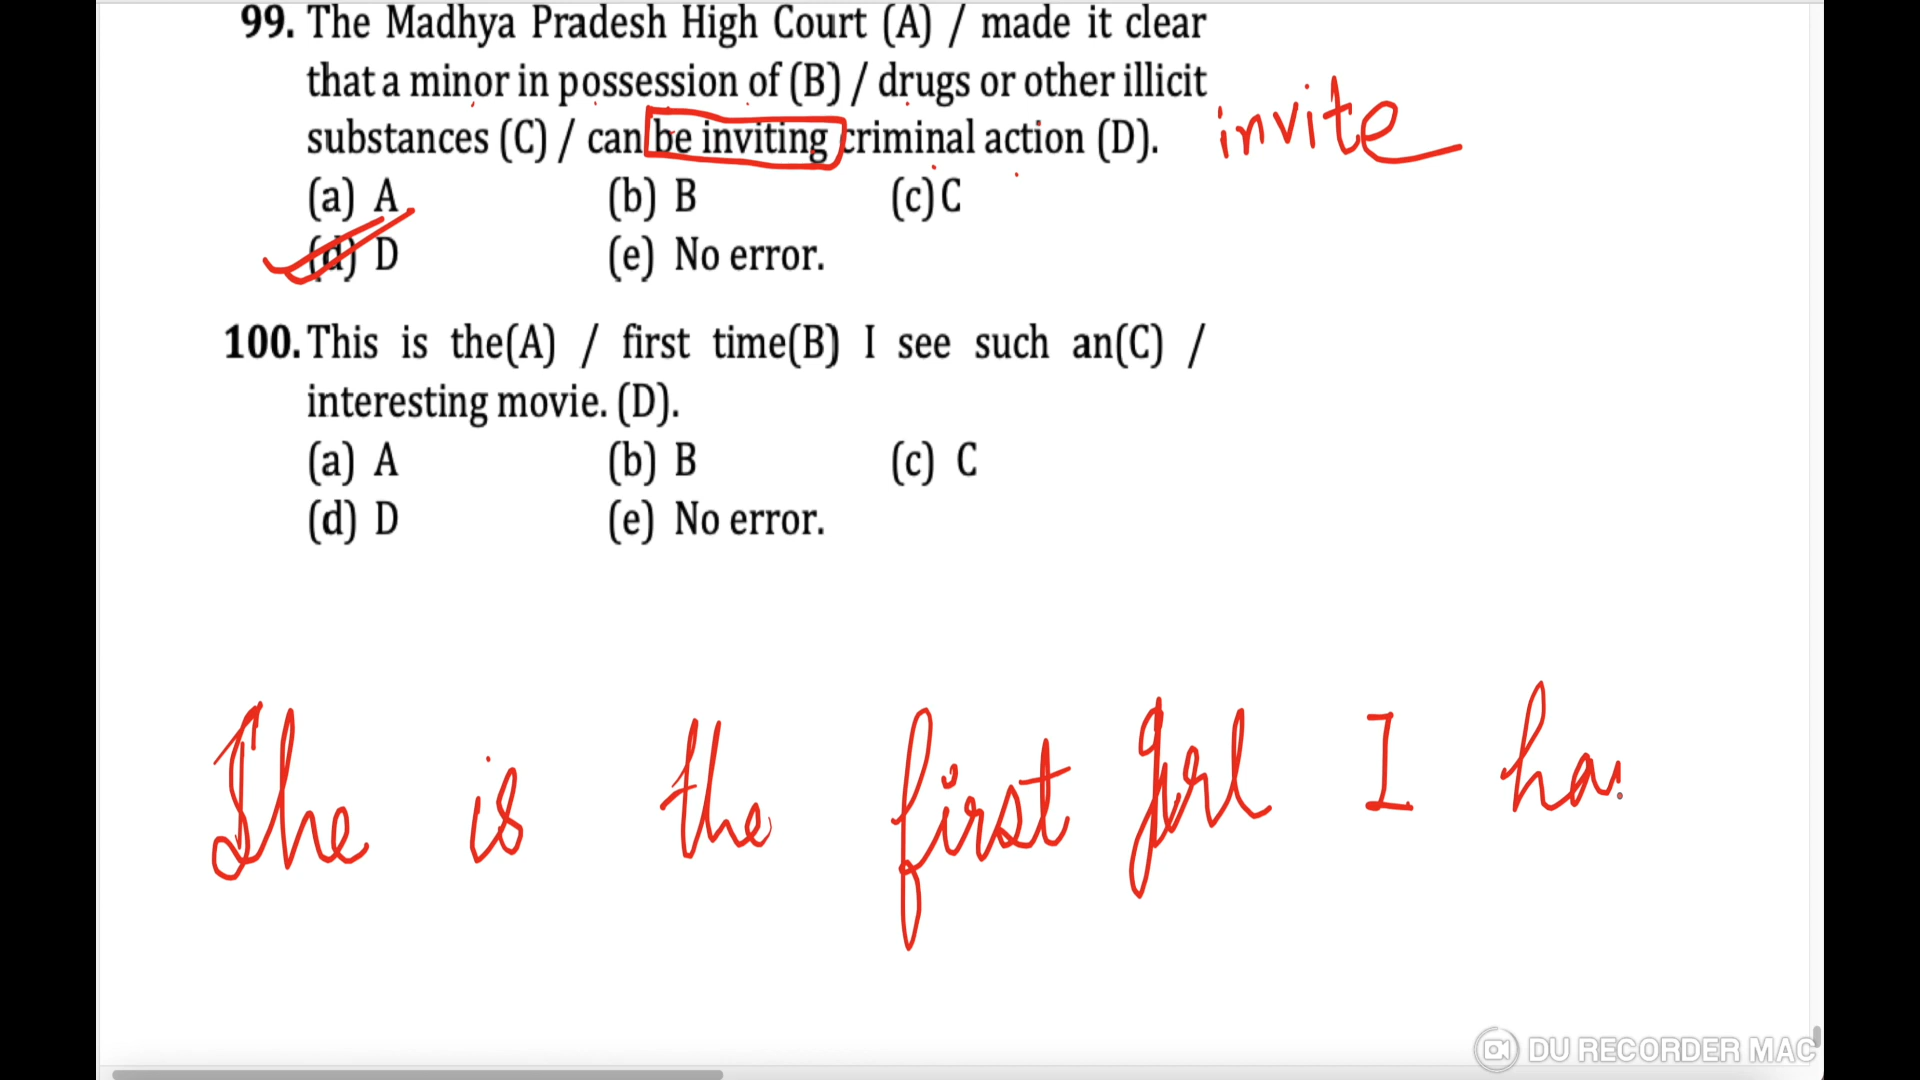 99. The Madhya Pradesh High Court (A) / made it clear
that a minor in possession of (B) / drugs or other illicit
substances (C) / can be inviting criminal action (D). invite
(a) A (b) B (c) C
(d) D (e) No error.
100. This is the(A) / first time(B) I see such an(C) /
interesting movie. (D).
(a) A (b) B (c) C
(d) D (e) No error.
She is the first girl I hav
DU RECORDER MAC